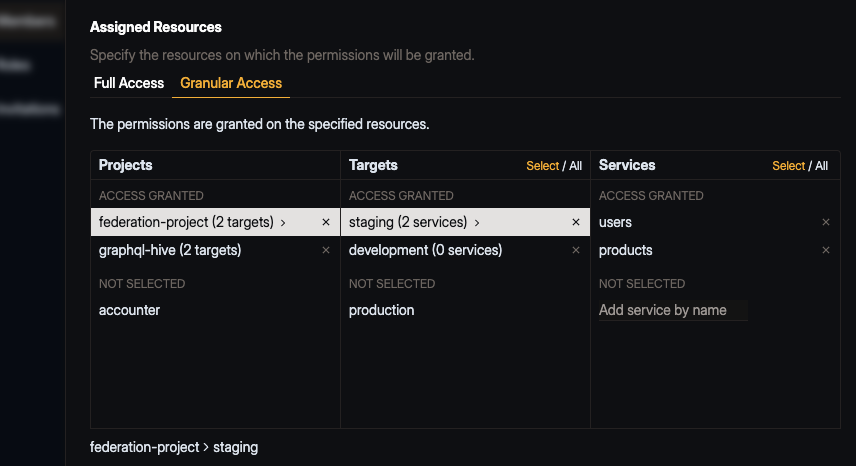 Assigned Resources
Specify the resources on which the permissions will be granted.
Full Access Granular Access
The permissions are granted on the specified resources.
Projects
ACCESS GRANTED
federation-project (2 targets) › ×
graphql-hive (2 targets) ×
NOT SELECTED
accounter
Targets Select / All
ACCESS GRANTED
staging (2 services) › ×
development (0 services) ×
NOT SELECTED
production
Services Select / All
ACCESS GRANTED
users ×
products ×
NOT SELECTED
Add service by name
federation-project › staging